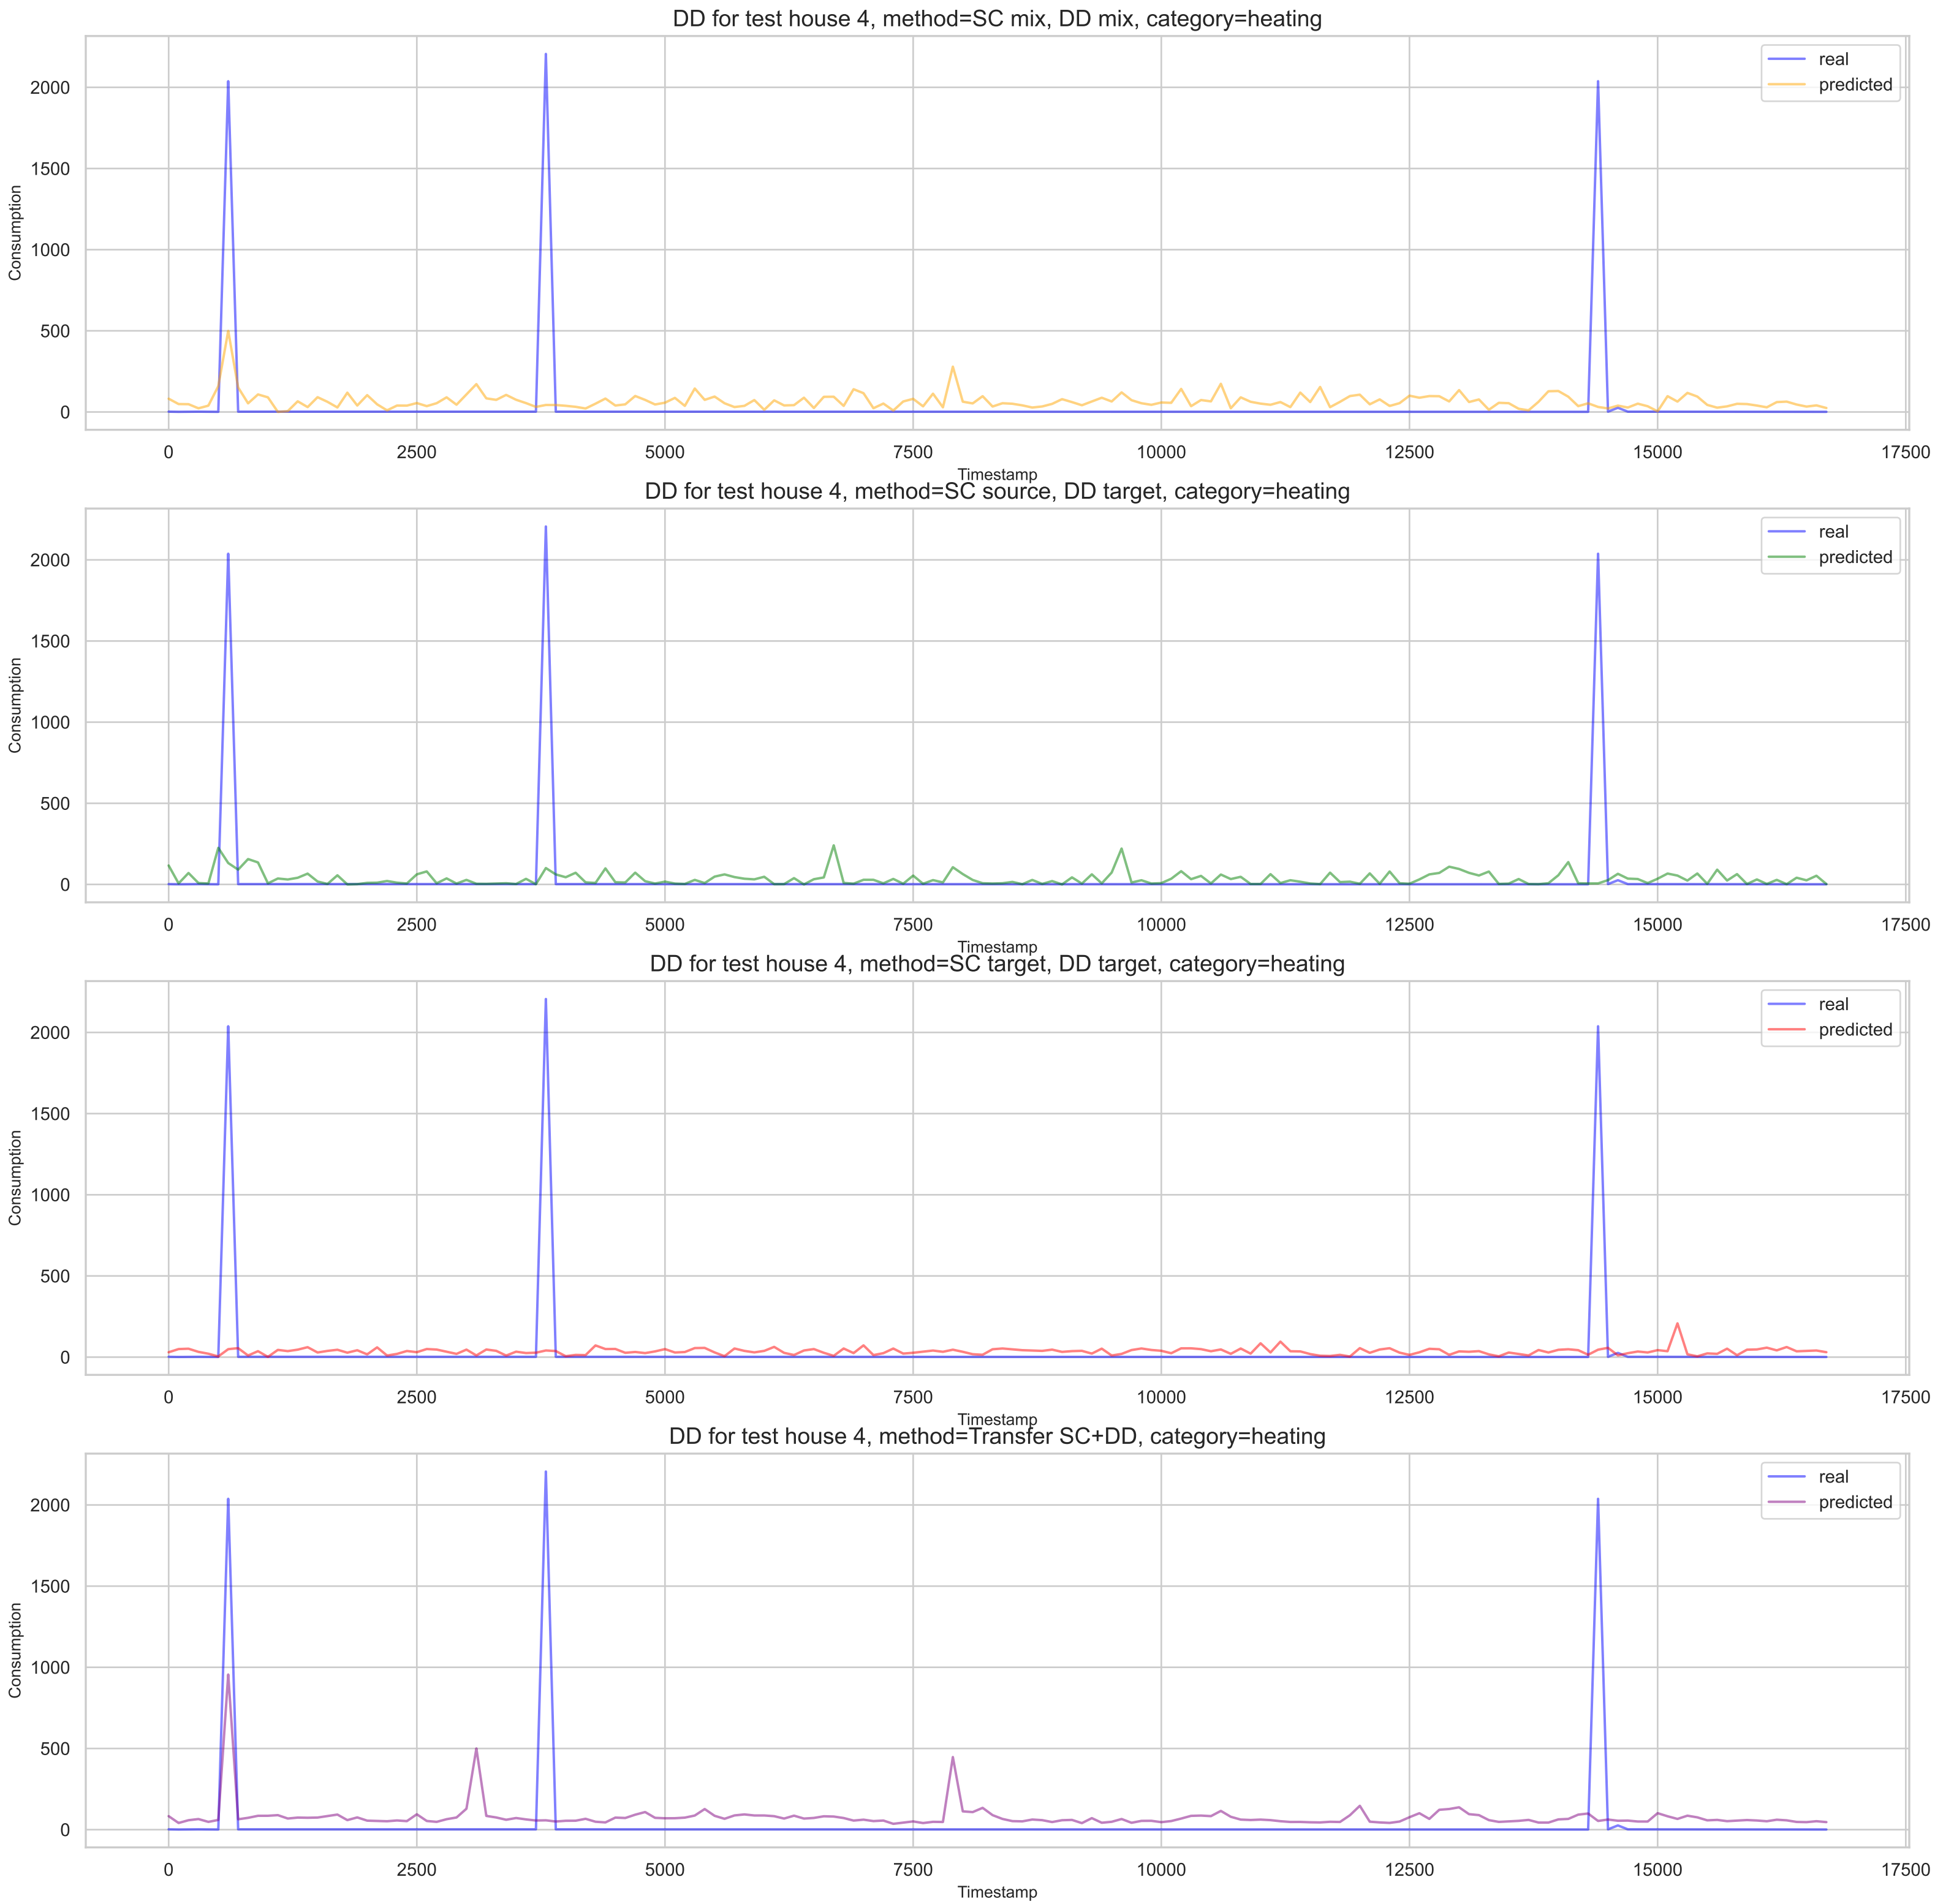 DD for test house 4, method=SC mix, DD mix, category=heating
real
predicted
Consumption
2000
1500
1000
500
0
0 2500 5000 7500 10000 12500 15000 17500
Timestamp
DD for test house 4, method=SC source, DD target, category=heating
real
predicted
Consumption
2000
1500
1000
500
0
0 2500 5000 7500 10000 12500 15000 17500
Timestamp
DD for test house 4, method=SC target, DD target, category=heating
real
predicted
Consumption
2000
1500
1000
500
0
0 2500 5000 7500 10000 12500 15000 17500
Timestamp
DD for test house 4, method=Transfer SC+DD, category=heating
real
predicted
Consumption
2000
1500
1000
500
0
0 2500 5000 7500 10000 12500 15000 17500
Timestamp